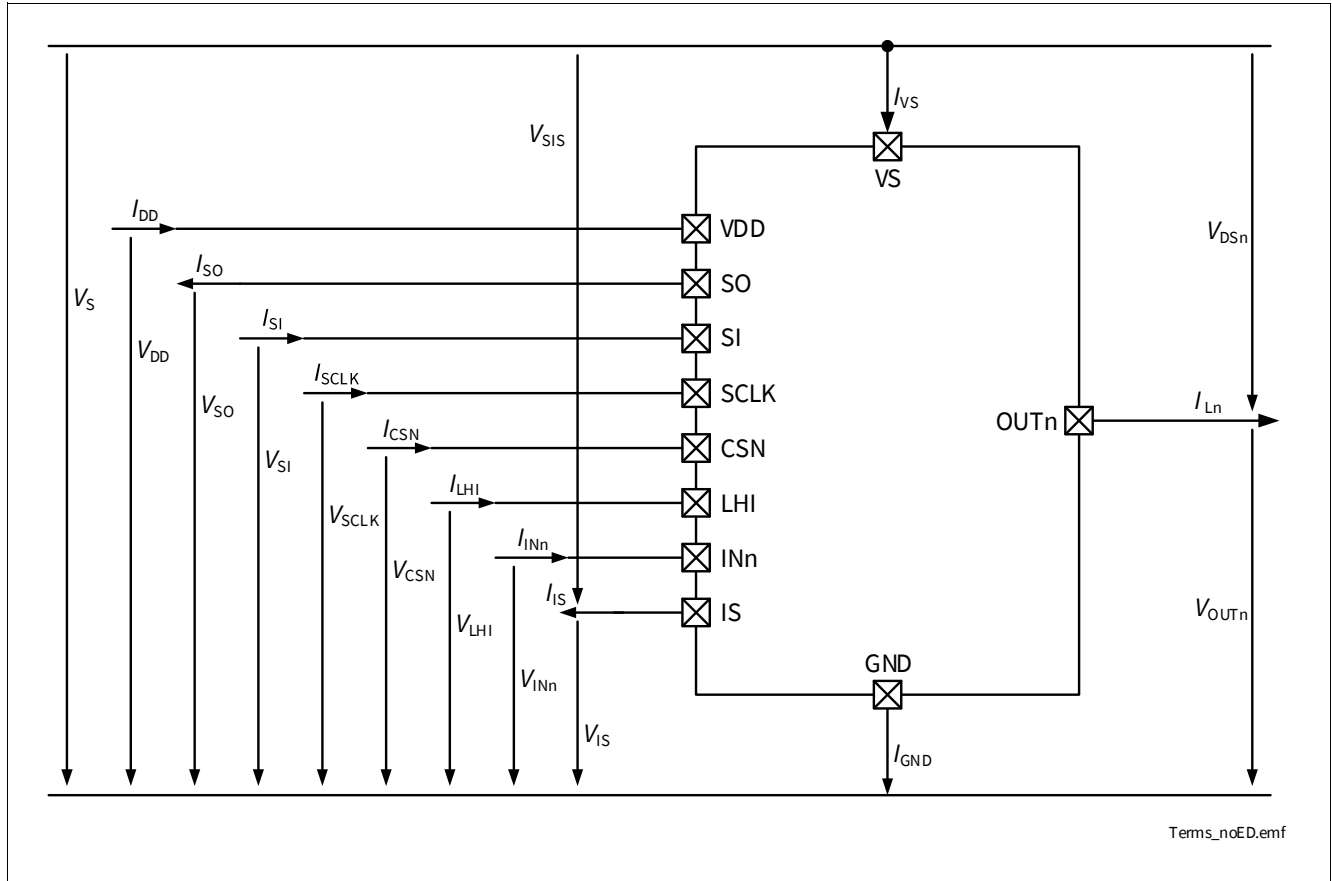 I_VS
V_SIS
VS
I_DD
VDD
V_DSn
I_SO
SO
V_S
I_SI
SI
V_DD
I_SCLK
SCLK
V_SO
I_Ln
OUTn
I_CSN
CSN
V_SI
I_LHI
LHI
V_SCLK
I_INn
INn
V_CSN
I_IS
IS
V_OUTn
V_LHI
GND
V_INn
V_IS
I_GND
Terms_noED.emf